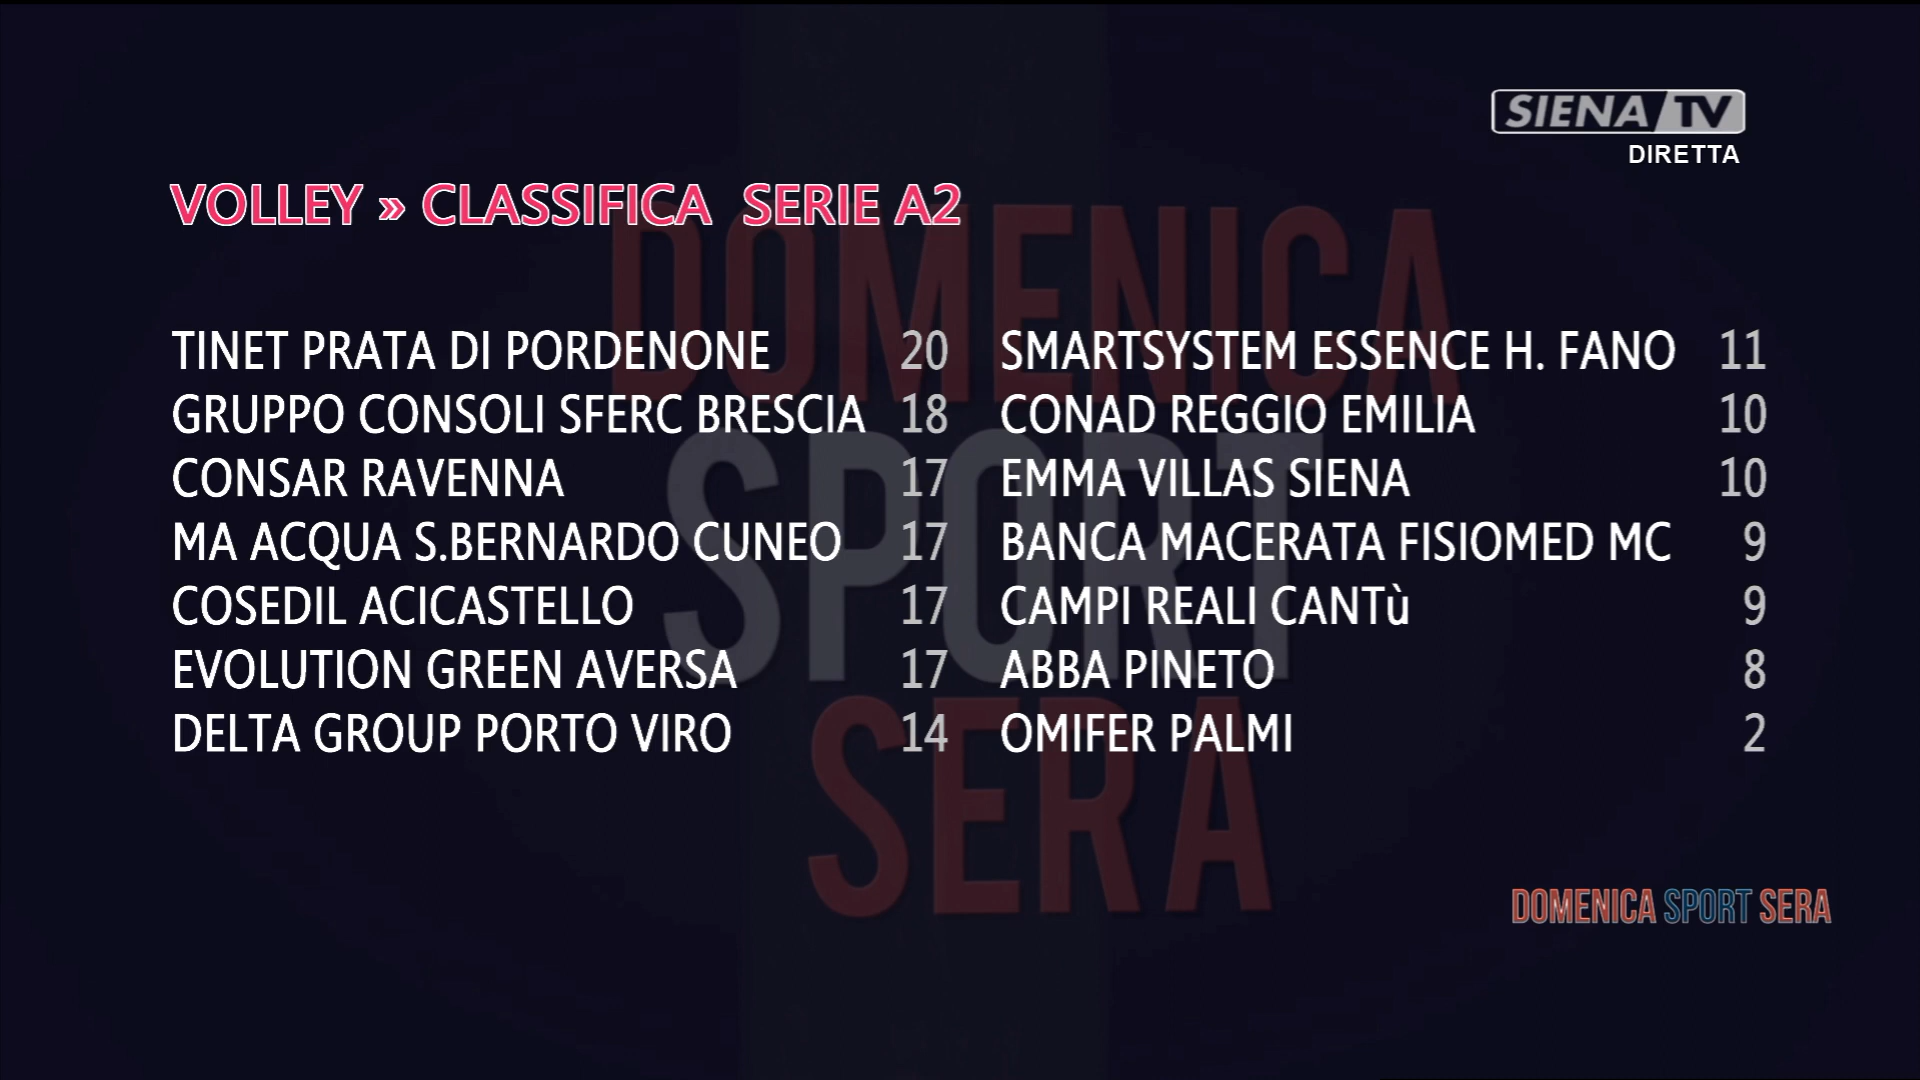 SIENA TV
DIRETTA
VOLLEY » CLASSIFICA SERIE A2
TINET PRATA DI PORDENONE 20
GRUPPO CONSOLI SFERC BRESCIA 18
CONSAR RAVENNA 17
MA ACQUA S.BERNARDO CUNEO 17
COSEDIL ACICASTELLO 17
EVOLUTION GREEN AVERSA 17
DELTA GROUP PORTO VIRO 14
SMARTSYSTEM ESSENCE H. FANO 11
CONAD REGGIO EMILIA 10
EMMA VILLAS SIENA 10
BANCA MACERATA FISIOMED MC 9
CAMPI REALI CANTù 9
ABBA PINETO 8
OMIFER PALMI 2
DOMENICA
SPORT
SERA
DOMENICA SPORT SERA